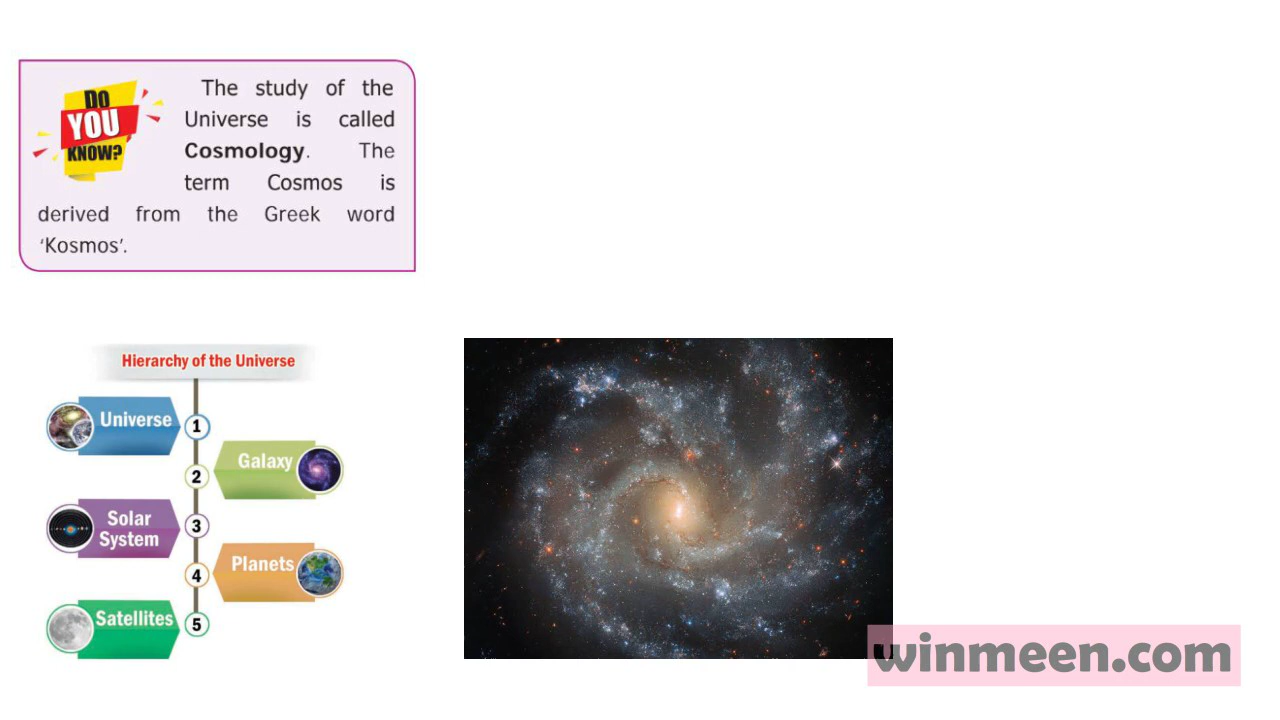 DO
YOU
KNOW?
The study of the
Universe is called
Cosmology. The
term Cosmos is
derived from the Greek word
‘Kosmos’.
Hierarchy of the Universe
Universe 1
2 Galaxy
Solar
System 3
4 Planets
Satellites 5
winmeen.com